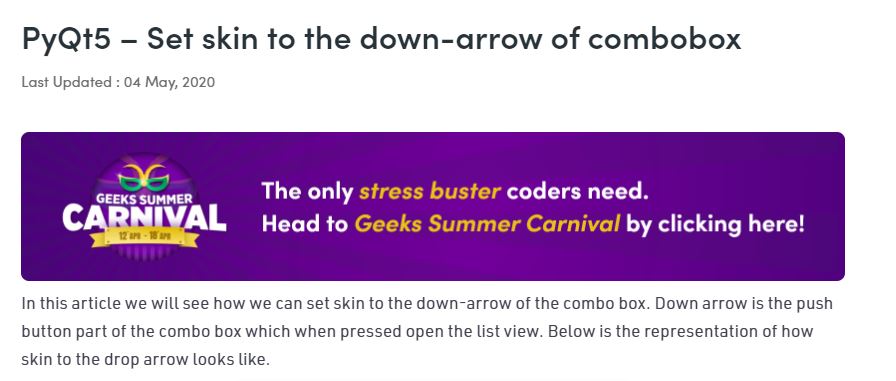 PyQt5 – Set skin to the down-arrow of combobox
Last Updated : 04 May, 2020
GEEKS SUMMER
CARNIVAL
12 APR - 18 APR
The only stress buster coders need.
Head to Geeks Summer Carnival by clicking here!
In this article we will see how we can set skin to the down-arrow of the combo box. Down arrow is the push
button part of the combo box which when pressed open the list view. Below is the representation of how
skin to the drop arrow looks like.